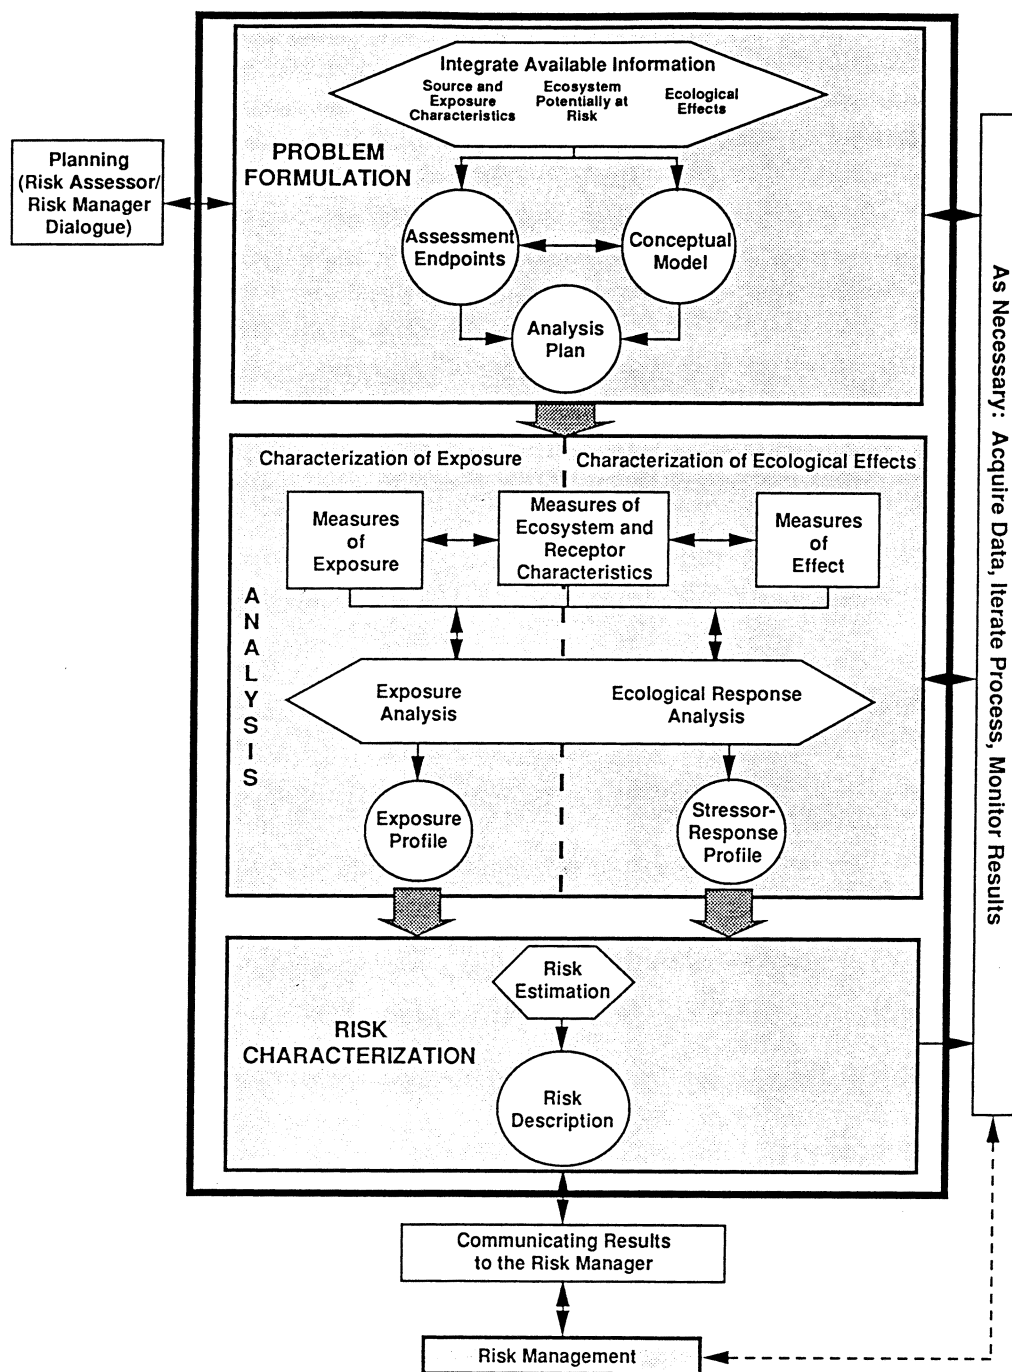 Integrate Available Information
Source and
Exposure
Characteristics
Ecosystem
Potentially at
Risk
Ecological
Effects
PROBLEM
FORMULATION
Planning
(Risk Assessor/
Risk Manager
Dialogue)
Assessment
Endpoints
Conceptual
Model
Analysis
Plan
As Necessary: Acquire Data, Iterate Process, Monitor Results
Characterization of Exposure
Characterization of Ecological Effects
Measures
of
Exposure
Measures of
Ecosystem and
Receptor
Characteristics
Measures
of
Effect
ANALYSIS
Exposure
Analysis
Ecological Response
Analysis
Exposure
Profile
Stressor-
Response
Profile
Risk
Estimation
RISK
CHARACTERIZATION
Risk
Description
Communicating Results
to the Risk Manager
Risk Management